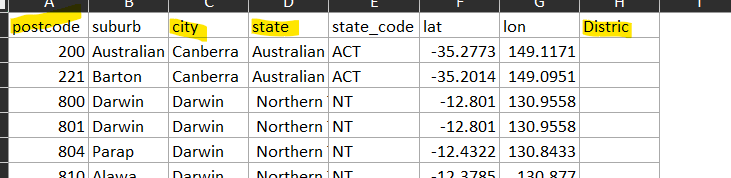 A B C D E F G H I
postcode suburb city state state_code lat lon Distric
200 Australian Canberra Australian ACT -35.2773 149.1171
221 Barton Canberra Australian ACT -35.2014 149.0951
800 Darwin Darwin Northern NT -12.801 130.9558
801 Darwin Darwin Northern NT -12.801 130.9558
804 Parap Darwin Northern NT -12.4322 130.8433
810 Alawa Darwin Northern NT -12.3785 130.877